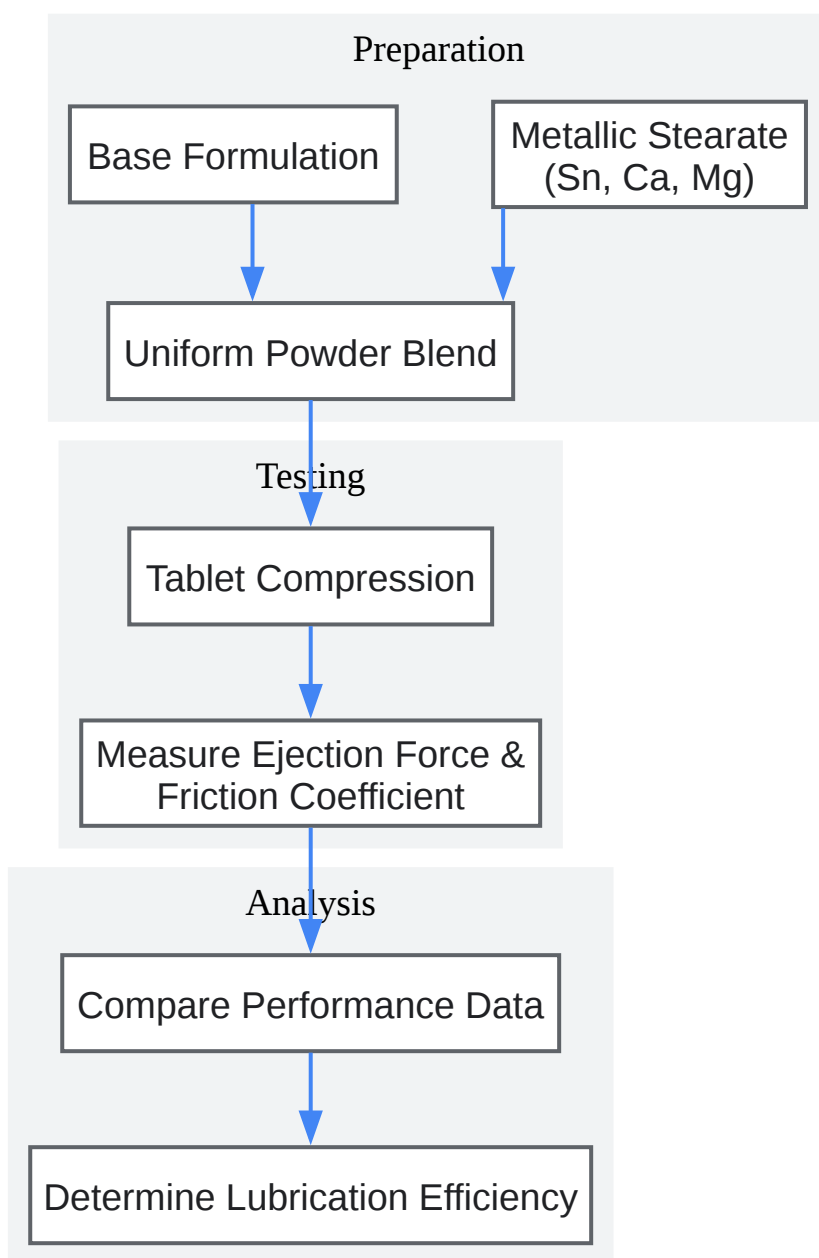 Preparation
Base Formulation
Metallic Stearate
(Sn, Ca, Mg)
Uniform Powder Blend
Testing
Tablet Compression
Measure Ejection Force &
Friction Coefficient
Analysis
Compare Performance Data
Determine Lubrication Efficiency